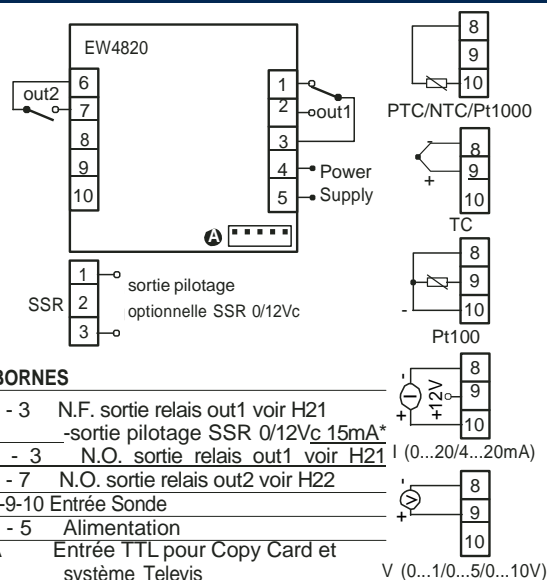 EW4820
out2
6
7
8
9
10
1
2
3
4
5
out1
Power
Supply
A
8
9
10
PTC/NTC/Pt1000
-
+
8
9
10
TC
-
8
9
10
Pt100
SSR
1
2
3
sortie pilotage
optionnelle SSR 0/12Vc
BORNES
- 3 N.F. sortie relais out1 voir H21
-sortie pilotage SSR 0/12Vc 15mA*
- 3 N.O. sortie relais out1 voir H21
- 7 N.O. sortie relais out2 voir H22
-9-10 Entrée Sonde
- 5 Alimentation
Entrée TTL pour Copy Card et
système Televis
-
I
+
+12V
8
9
10
I (0...20/4...20mA)
-
V
+
8
9
10
V (0...1/0...5/0...10V)